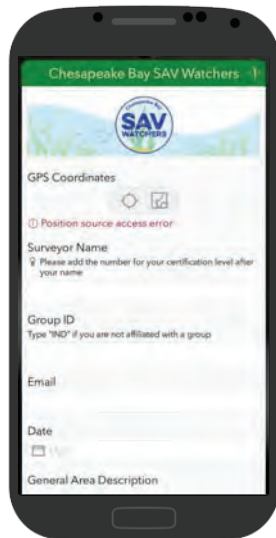 Chesapeake Bay SAV Watchers
Chesapeake Bay
SAV
WATCHERS
GPS Coordinates
Position source access error
Surveyor Name
Please add the number for your certification level after
your name
Group ID
Type "IND" if you are not affiliated with a group
Email
Date
General Area Description